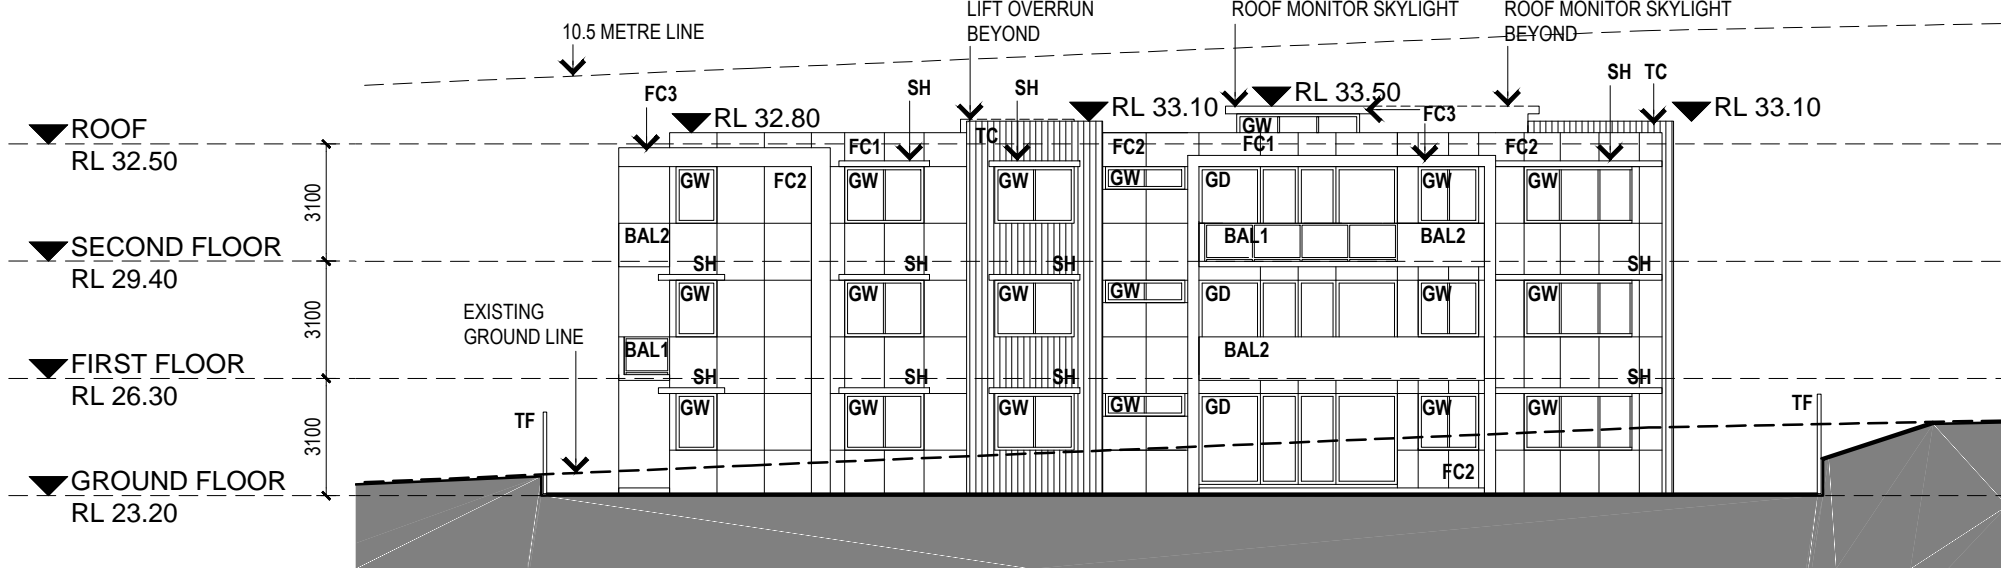 LIFT OVERRUN
BEYOND
ROOF MONITOR SKYLIGHT
ROOF MONITOR SKYLIGHT
BEYOND
10.5 METRE LINE
FC3
SH
SH
SH
TC
RL 32.80
RL 33.10
RL 33.50
FC3
RL 33.10
ROOF
RL 32.50
FC1
TC
FC2
GW
FC1
FC2
3100
GW
FC2
GW
GW
GW
GD
GW
GW
SECOND FLOOR
RL 29.40
BAL2
BAL1
BAL2
SH
SH
SH
SH
3100
GW
GW
GW
GW
GD
GW
GW
EXISTING
GROUND LINE
FIRST FLOOR
RL 26.30
BAL1
BAL2
SH
SH
SH
SH
3100
TF
GW
GW
GW
GW
GD
GW
GW
TF
GROUND FLOOR
RL 23.20
FC2